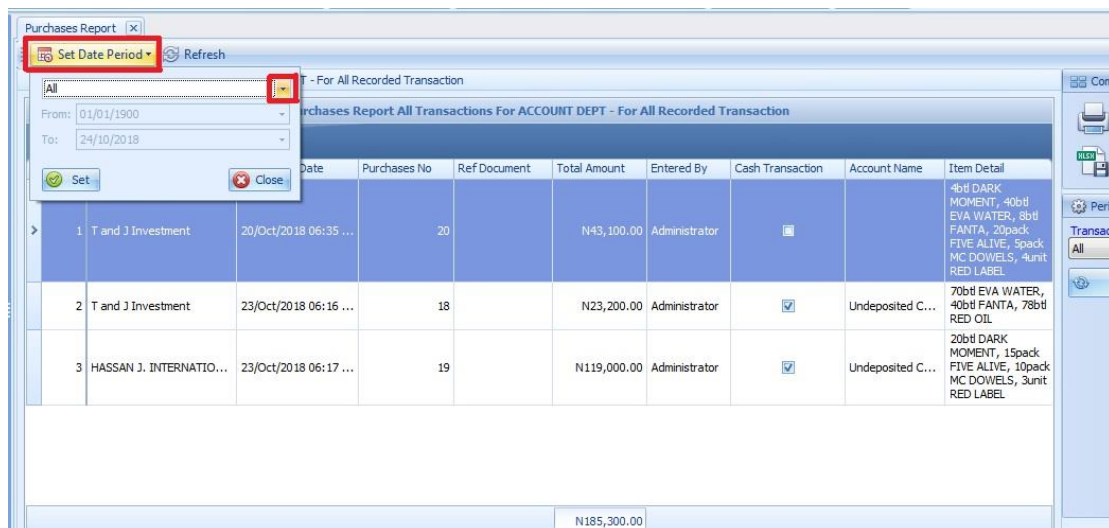 Purchases Report
Set Date Period Refresh
T - For All Recorded Transaction
All
From: 01/01/1900
To: 24/10/2018
Set Close
rchases Report All Transactions For ACCOUNT DEPT - For All Recorded Transaction
Date Purchases No Ref Document Total Amount Entered By Cash Transaction Account Name Item Detail
1 T and J Investment 20/Oct/2018 06:35 ... 20 N43,100.00 Administrator
4btl DARK
MOMENT, 40btl
EVA WATER, 8btl
FANTA, 20pack
FIVE ALIVE, 5pack
MC DOWELS, 4unit
RED LABEL
2 T and J Investment 23/Oct/2018 06:16 ... 18 N23,200.00 Administrator Undeposited C...
70btl EVA WATER,
40btl FANTA, 78btl
RED OIL
3 HASSAN J. INTERNATIO... 23/Oct/2018 06:17 ... 19 N119,000.00 Administrator Undeposited C...
20btl DARK
MOMENT, 15pack
FIVE ALIVE, 10pack
MC DOWELS, 3unit
RED LABEL
N185,300.00
Com
XLSX
Peri
Transac
All